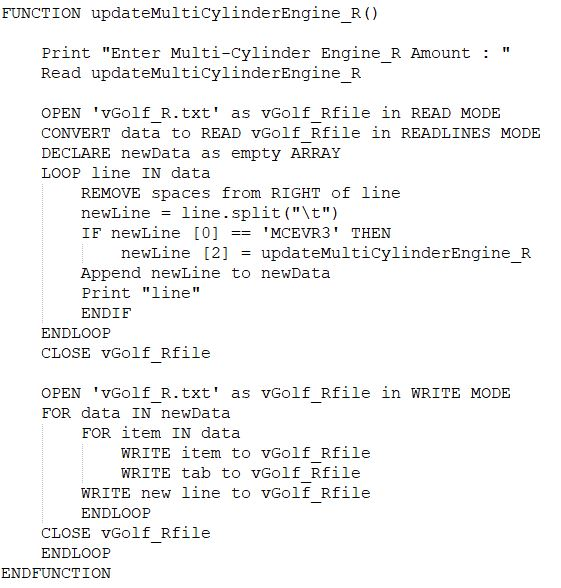 FUNCTION updateMultiCylinderEngine_R()
Print "Enter Multi-Cylinder Engine_R Amount : "
Read updateMultiCylinderEngine_R
OPEN 'vGolf_R.txt' as vGolf_Rfile in READ MODE
CONVERT data to READ vGolf_Rfile in READLINES MODE
DECLARE newData as empty ARRAY
LOOP line IN data
REMOVE spaces from RIGHT of line
newLine = line.split("\t")
IF newLine [0] == 'MCEVR3' THEN
newLine [2] = updateMultiCylinderEngine_R
Append newLine to newData
Print "line"
ENDIF
ENDLOOP
CLOSE vGolf_Rfile
OPEN 'vGolf_R.txt' as vGolf_Rfile in WRITE MODE
FOR data IN newData
FOR item IN data
WRITE item to vGolf_Rfile
WRITE tab to vGolf_Rfile
WRITE new line to vGolf_Rfile
ENDLOOP
CLOSE vGolf_Rfile
ENDLOOP
ENDFUNCTION